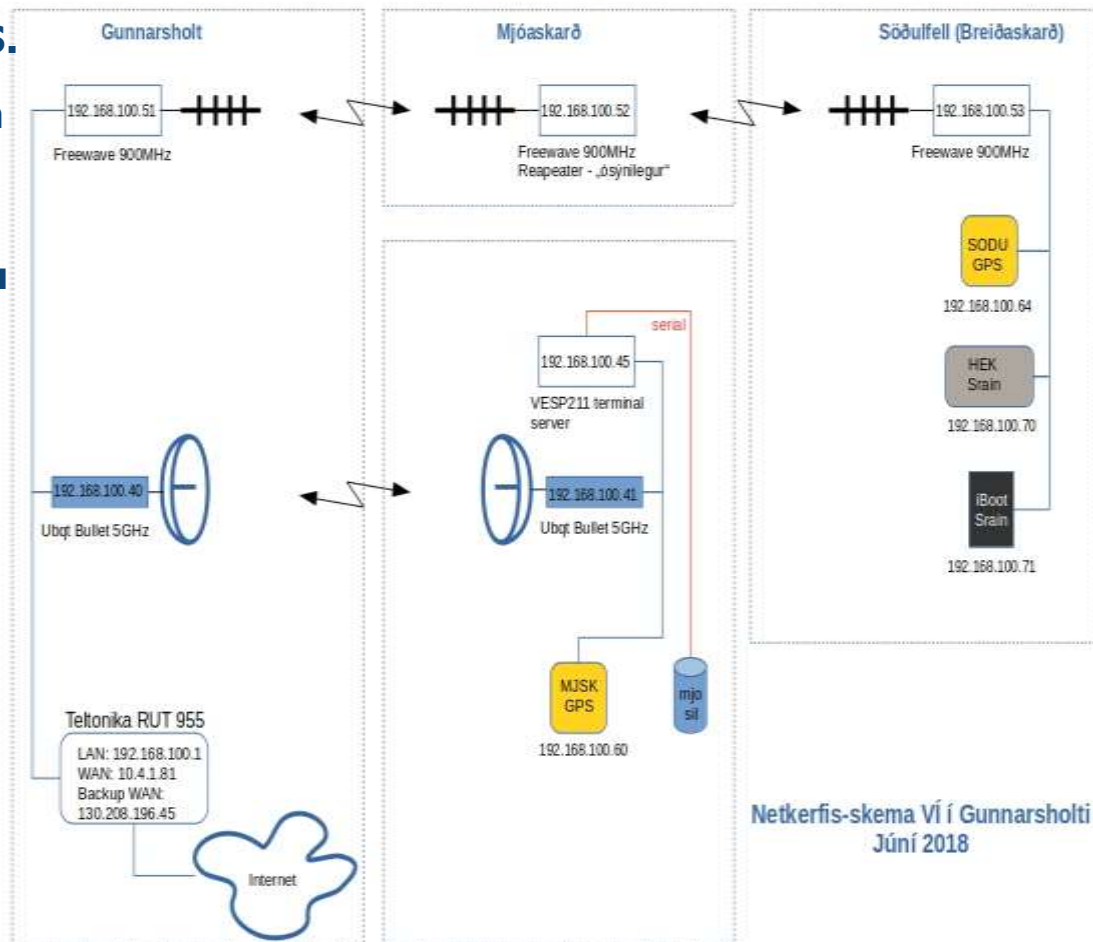 s.
Gunnarsholt
192.168.100.51
Freewave 900MHz
192.168.100.40
Ubqt Bullet 5GHz
Teltonika RUT 955
LAN: 192.168.100.1
WAN: 10.4.1.81
Backup WAN:
130.208.196.45
Internet
Mjóaskarð
192.168.100.52
Freewave 900MHz
Reapeater - „ósýnilegur“
serial
192.168.100.45
VESP211 terminal
server
192.168.100.41
Ubqt Bullet 5GHz
MJSK
GPS
192.168.100.60
mjo
sil
Söðulfell (Breiðaskarð)
192.168.100.53
Freewave 900MHz
SODU
GPS
192.168.100.64
HEK
Srain
192.168.100.70
iBoot
Srain
192.168.100.71
Netkerfis-skema VÍ í Gunnarsholti
Júní 2018